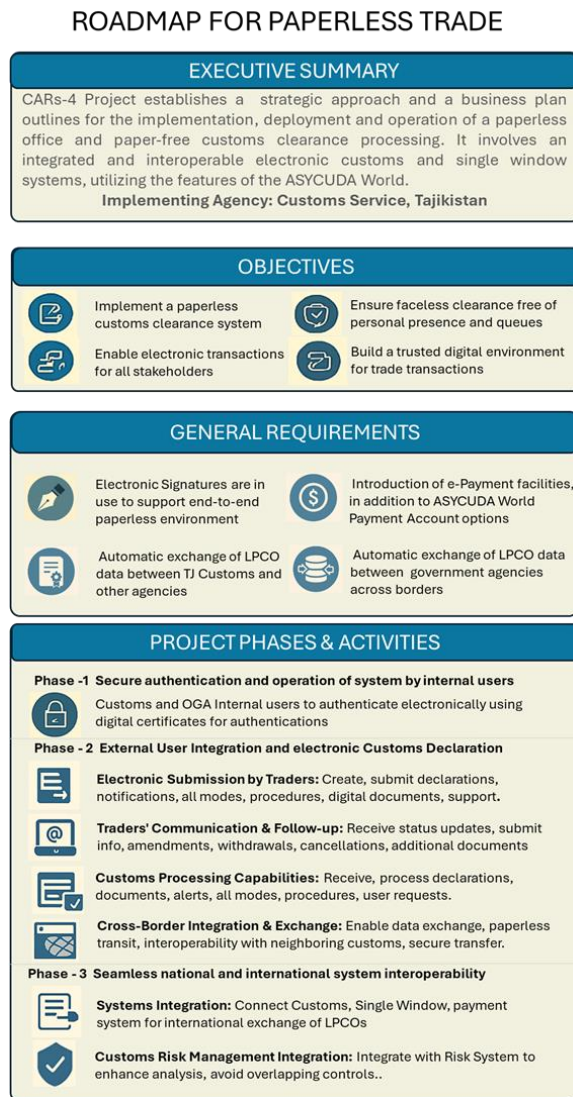 ROADMAP FOR PAPERLESS TRADE
EXECUTIVE SUMMARY
CARs-4 Project establishes a strategic approach and a business plan
outlines for the implementation, deployment and operation of a paperless
office and paper-free customs clearance processing. It involves an
integrated and interoperable electronic customs and single window
systems, utilizing the features of the ASYCUDA World.
Implementing Agency: Customs Service, Tajikistan
OBJECTIVES
Implement a paperless
customs clearance system
Ensure faceless clearance free of
personal presence and queues
Enable electronic transactions
for all stakeholders
Build a trusted digital environment
for trade transactions
GENERAL REQUIREMENTS
Electronic Signatures are in
use to support end-to-end
paperless environment
Introduction of e-Payment facilities,
in addition to ASYCUDA World
Payment Account options
Automatic exchange of LPCO
data between TJ Customs and
other agencies
Automatic exchange of LPCO data
between government agencies
across borders
PROJECT PHASES & ACTIVITIES
Phase -1 Secure authentication and operation of system by internal users
Customs and OGA Internal users to authenticate electronically using
digital certificates for authentications
Phase - 2 External User Integration and electronic Customs Declaration
Electronic Submission by Traders: Create, submit declarations,
notifications, all modes, procedures, digital documents, support.
Traders' Communication & Follow-up: Receive status updates, submit
info, amendments, withdrawals, cancellations, additional documents
Customs Processing Capabilities: Receive, process declarations,
documents, alerts, all modes, procedures, user requests.
Cross-Border Integration & Exchange: Enable data exchange, paperless
transit, interoperability with neighboring customs, secure transfer.
Phase - 3 Seamless national and international system interoperability
Systems Integration: Connect Customs, Single Window, payment
system for international exchange of LPCOs
Customs Risk Management Integration: Integrate with Risk System to
enhance analysis, avoid overlapping controls..